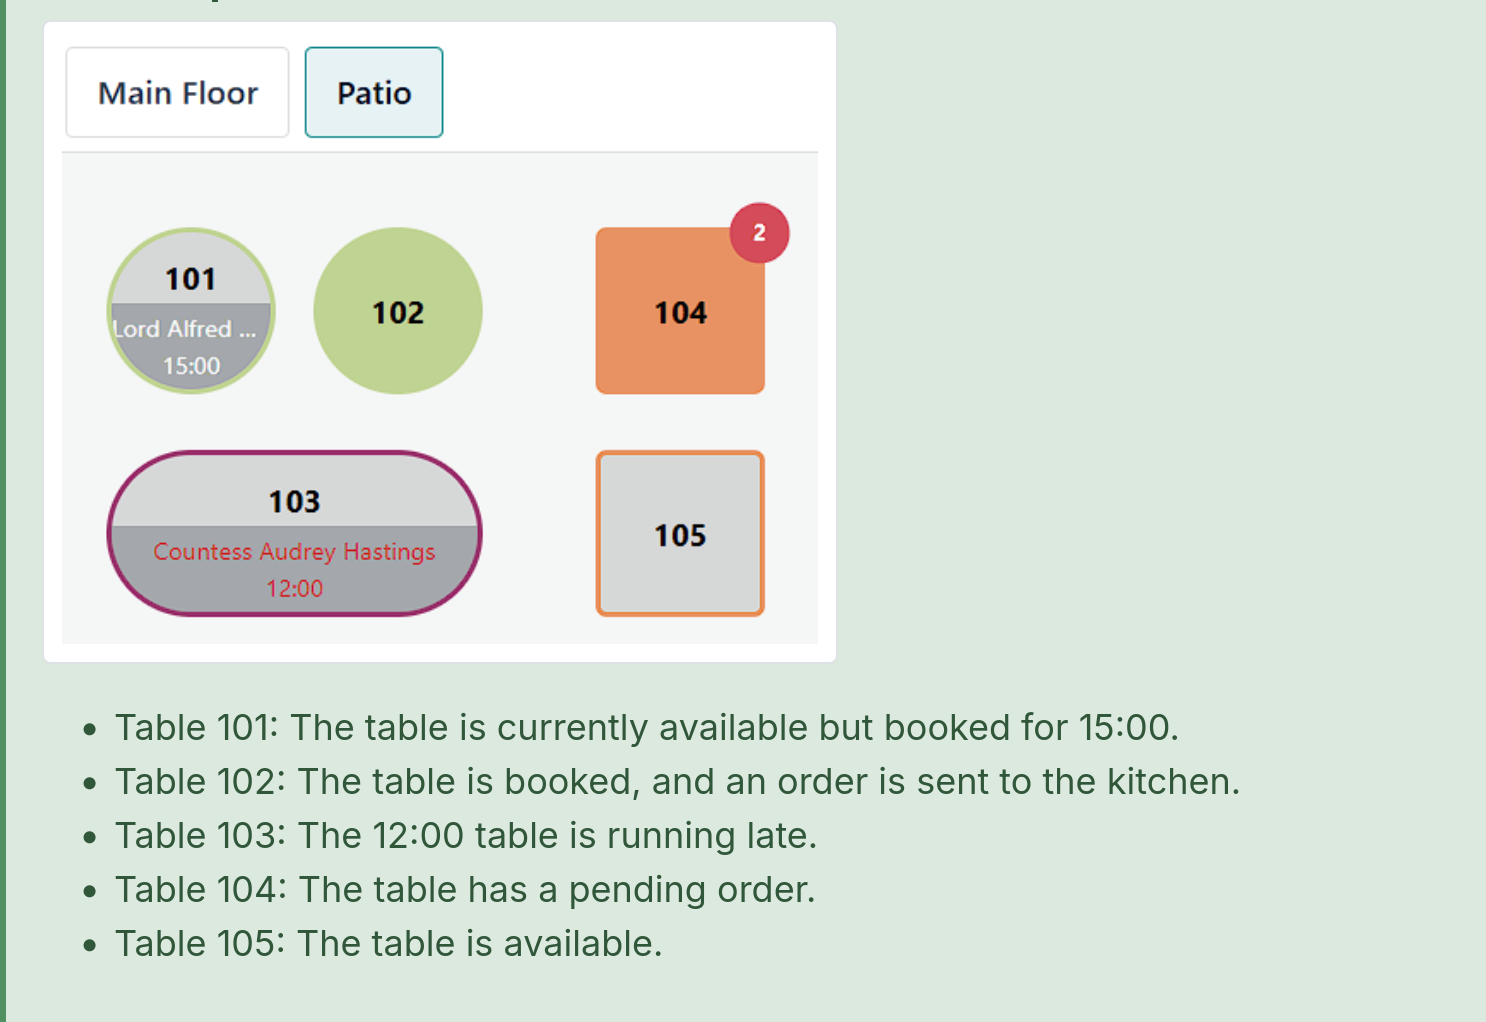 Main Floor
Patio
2
101
Lord Alfred ...
15:00
102
104
103
Countess Audrey Hastings
12:00
105
• Table 101: The table is currently available but booked for 15:00.
• Table 102: The table is booked, and an order is sent to the kitchen.
• Table 103: The 12:00 table is running late.
• Table 104: The table has a pending order.
• Table 105: The table is available.